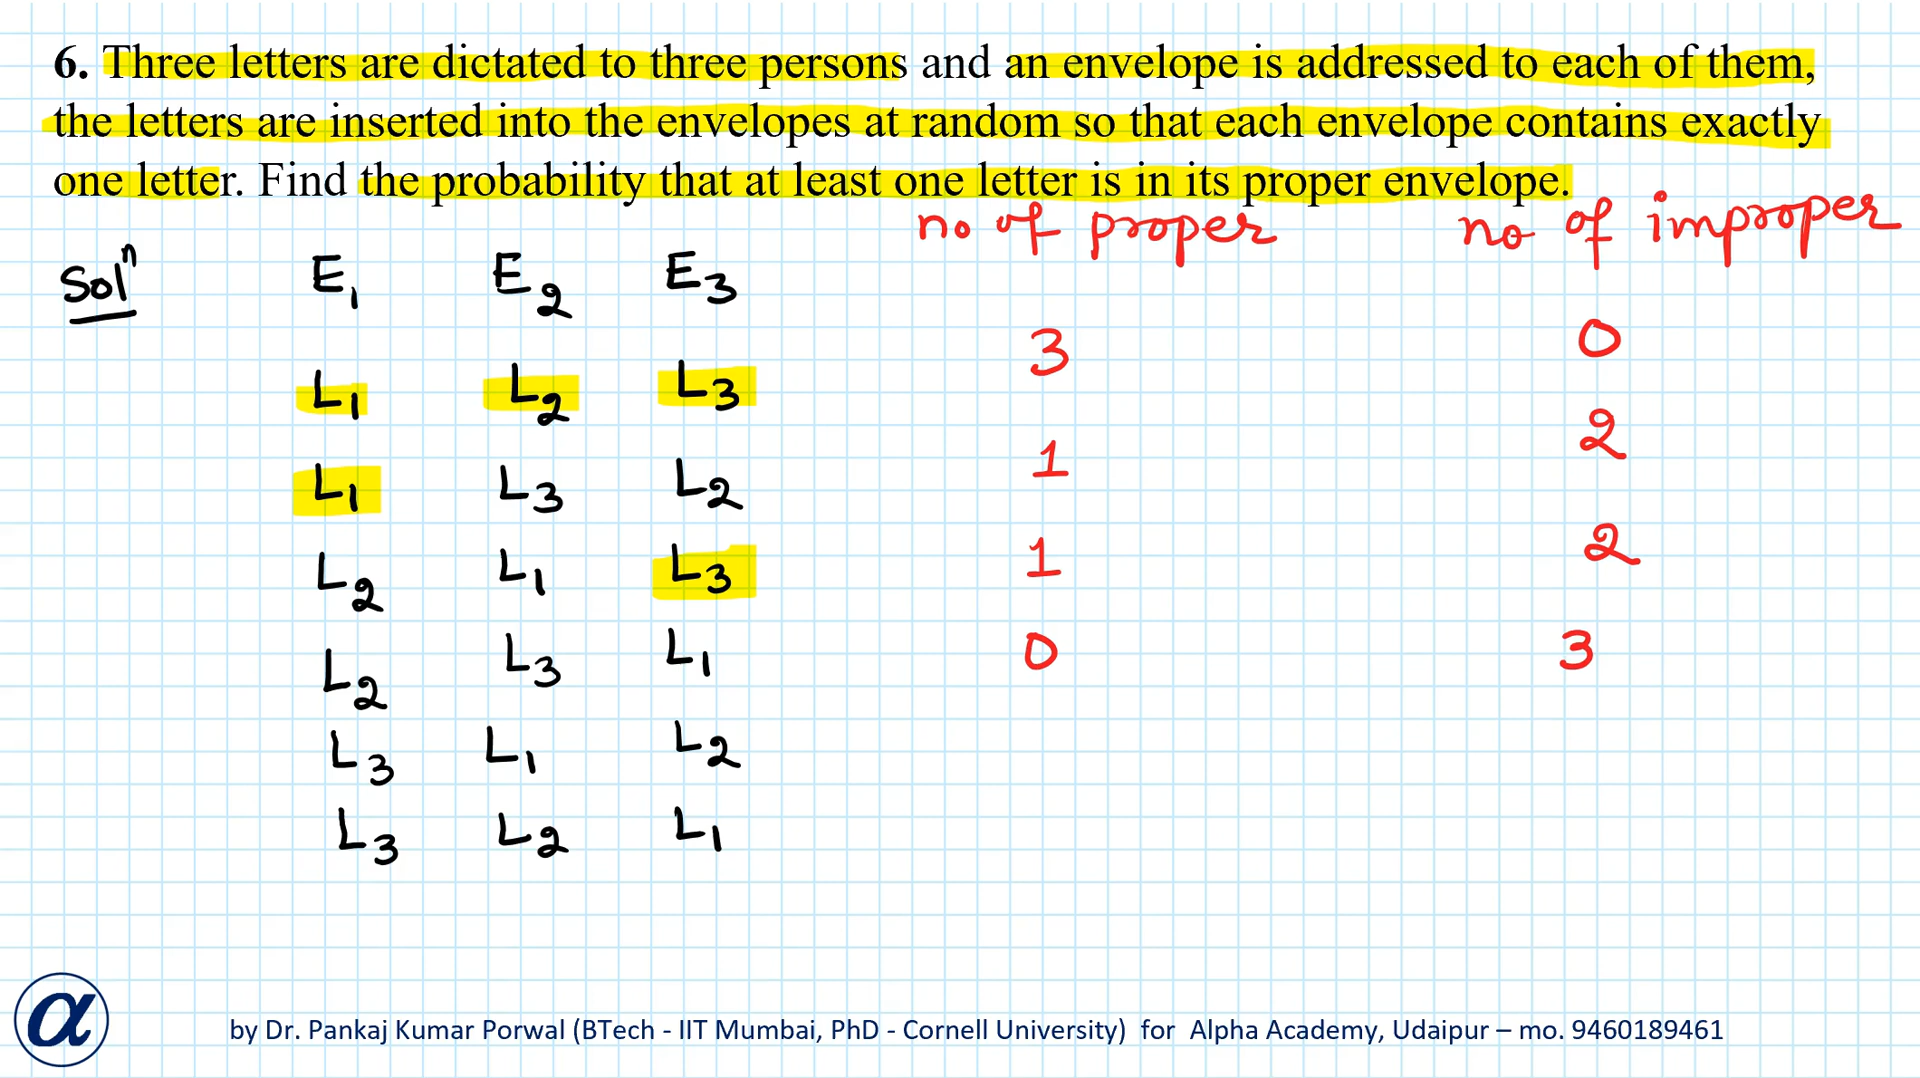 6. Three letters are dictated to three persons and an envelope is addressed to each of them,
the letters are inserted into the envelopes at random so that each envelope contains exactly
one letter. Find the probability that at least one letter is in its proper envelope.
no of proper no of improper
Solⁿ E₁ E₂ E₃
3 0
L₁ L₂ L₃
1 2
L₁ L₃ L₂
L₂ L₁ L₃ 1 2
L₂ L₃ L₁ 0 3
L₃ L₁ L₂
L₃ L₂ L₁
α
by Dr. Pankaj Kumar Porwal (BTech - IIT Mumbai, PhD - Cornell University) for Alpha Academy, Udaipur – mo. 9460189461